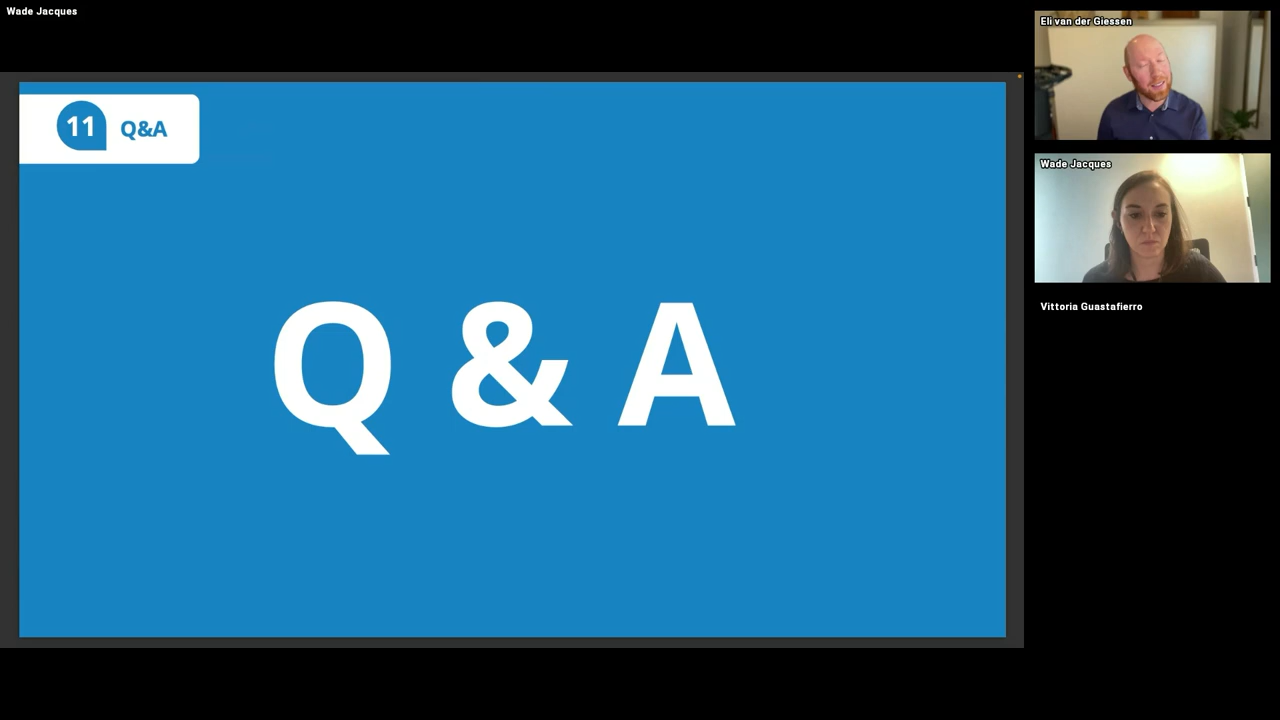 Wade Jacques
11 Q&A
Q & A
Eli van der Giessen
Wade Jacques
Vittoria Guastafierro